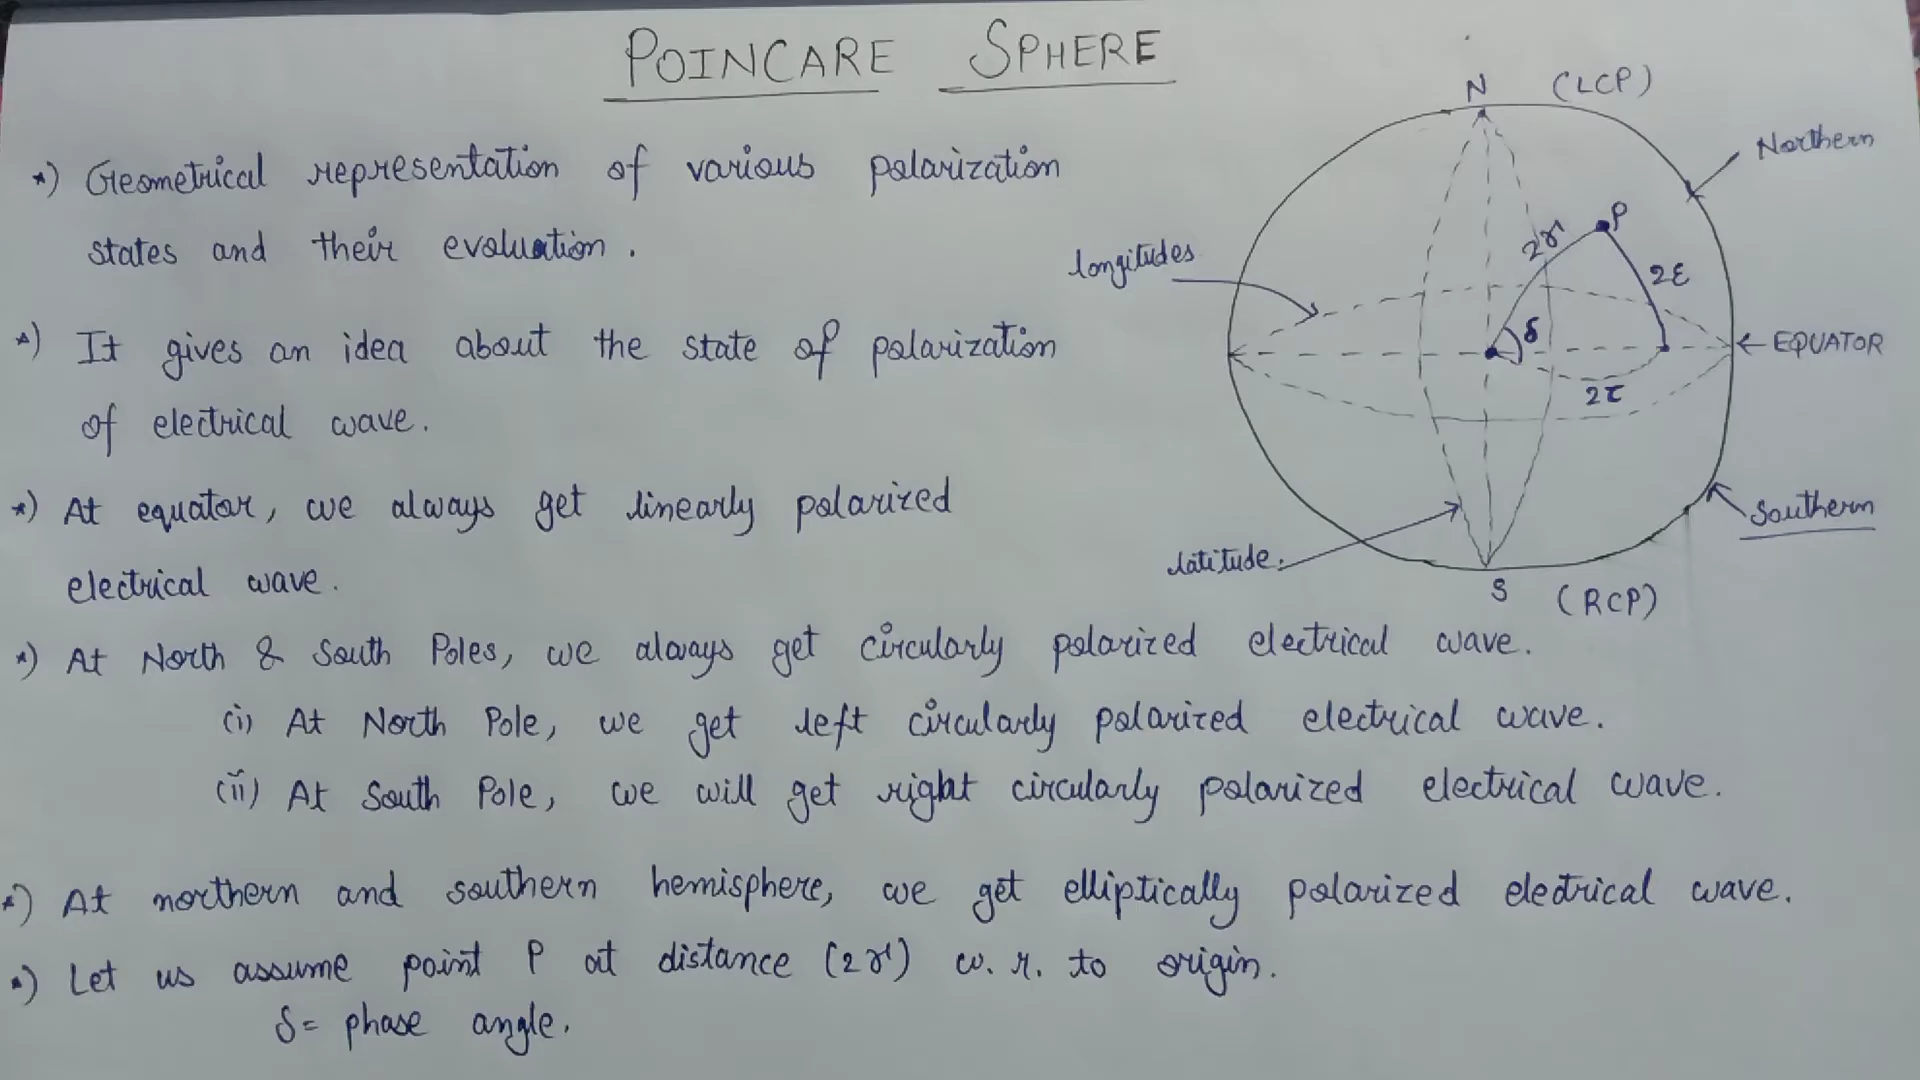 POINCARE SPHERE
*) Geometrical representation of various polarization
states and their evaluation.
*) It gives an idea about the state of polarization
of electrical wave.
*) At equator, we always get linearly polarized
electrical wave.
*) At North & South Poles, we always get circularly polarized electrical wave.
(i) At North Pole, we get left circularly polarized electrical wave.
(ii) At South Pole, we will get right circularly polarized electrical wave.
*) At northern and southern hemisphere, we get elliptically polarized electrical wave.
*) Let us assume point P at distance (2γ) w.r. to origin.
δ = phase angle.
N (LCP)
Northern
longitudes
P
2γ
2ε
δ
← EQUATOR
2τ
Southern
latitude.
S (RCP)